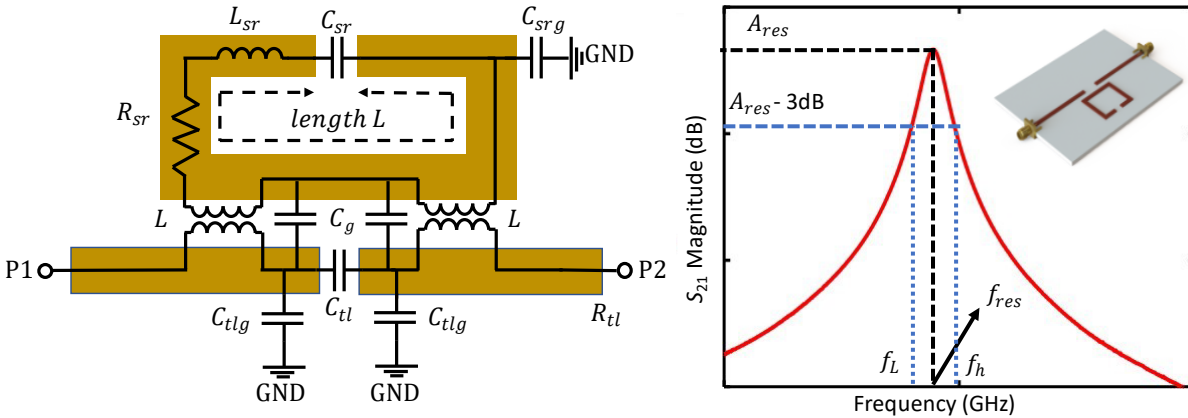 L_sr
C_sr
C_srg
GND
R_sr
length L
L
C_g
L
P1
P2
C_tl
R_tl
C_tlg
C_tlg
GND
GND
A_res
A_res - 3dB
S_21 Magnitude (dB)
f_res
f_L
f_h
Frequency (GHz)